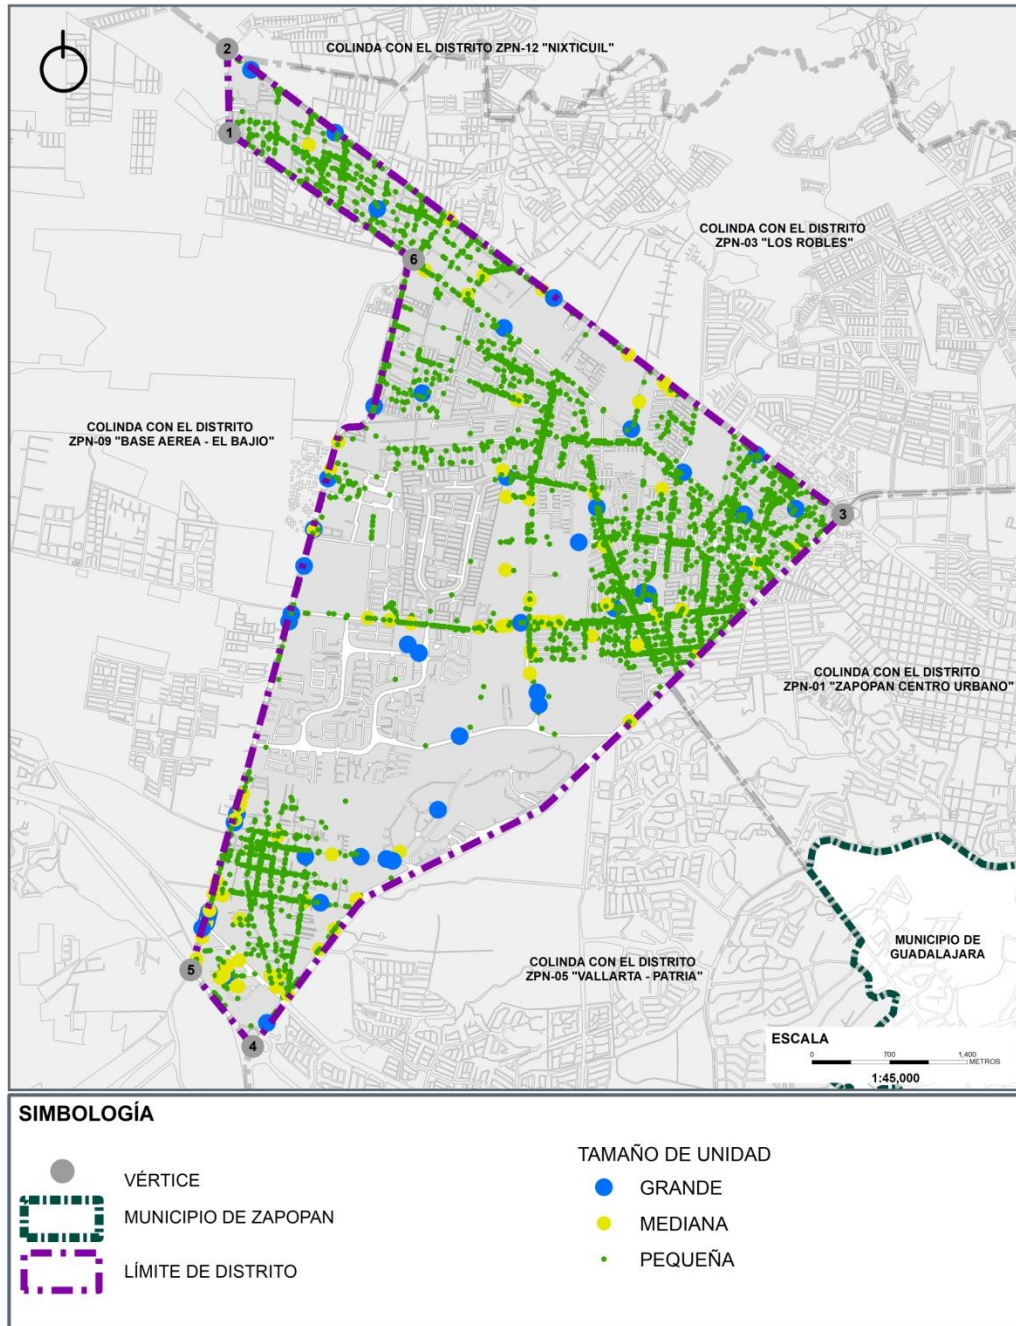 2
COLINDA CON EL DISTRITO ZPN-12 "NIXTICUIL"
1
COLINDA CON EL DISTRITO
ZPN-03 "LOS ROBLES"
6
COLINDA CON EL DISTRITO
ZPN-09 "BASE AEREA - EL BAJIO"
3
COLINDA CON EL DISTRITO
ZPN-01 "ZAPOPAN CENTRO URBANO"
MUNICIPIO DE
GUADALAJARA
COLINDA CON EL DISTRITO
ZPN-05 "VALLARTA - PATRIA"
5
4
ESCALA
0 700 1,400
METROS
1:45,000
SIMBOLOGÍA
VÉRTICE
MUNICIPIO DE ZAPOPAN
LÍMITE DE DISTRITO
TAMAÑO DE UNIDAD
GRANDE
MEDIANA
PEQUEÑA